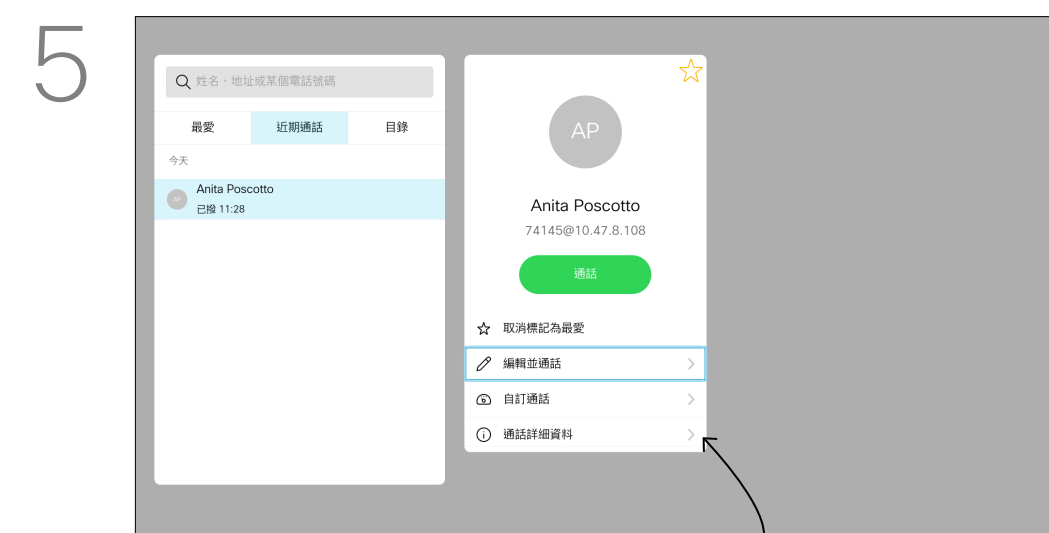 5
姓名、地址或某個電話號碼
最愛
近期通話
目錄
今天
AP
Anita Poscotto
已撥 11:28
AP
Anita Poscotto
74145@10.47.8.108
通話
取消標記為最愛
編輯並通話
自訂通話
通話詳細資料